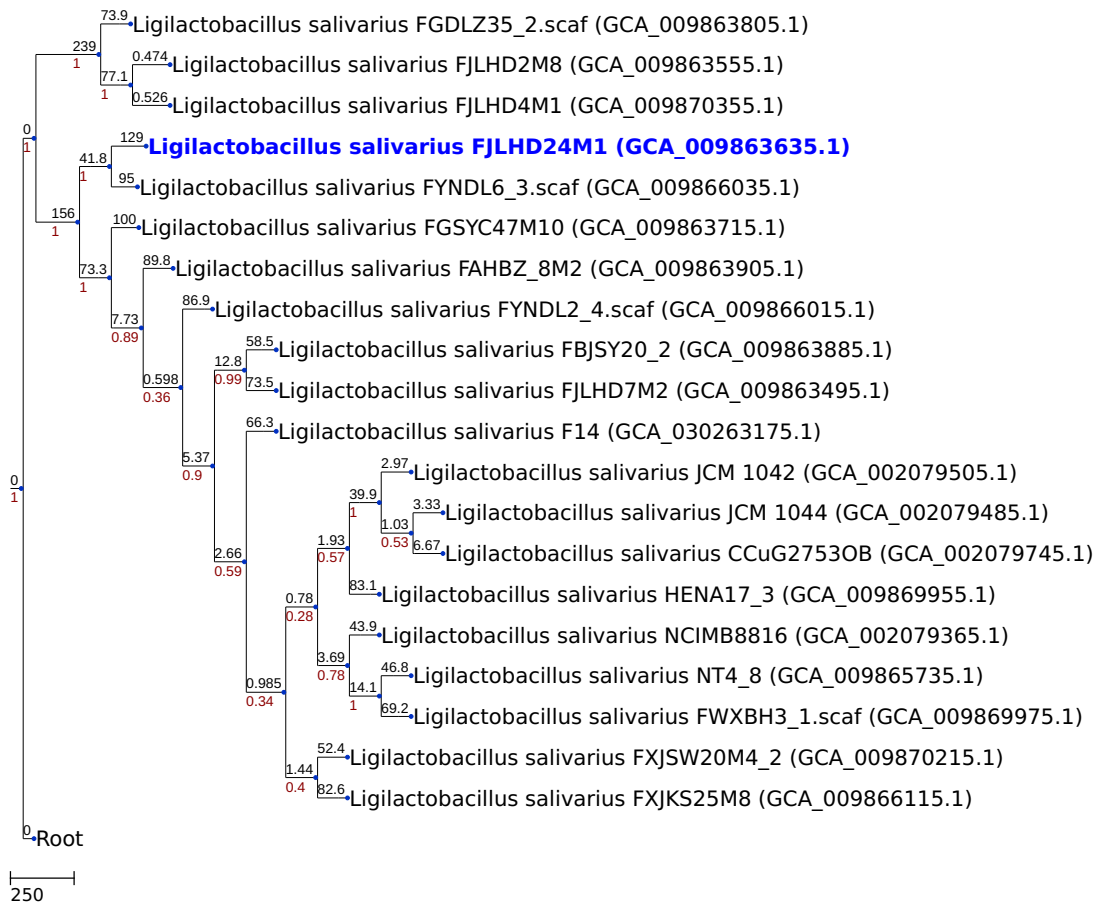 73.9 Ligilactobacillus salivarius FGDLZ35_2.scaf (GCA_009863805.1)
239
1
0.474 Ligilactobacillus salivarius FJLHD2M8 (GCA_009863555.1)
77.1
1
0.526 Ligilactobacillus salivarius FJLHD4M1 (GCA_009870355.1)
0
1
129 Ligilactobacillus salivarius FJLHD24M1 (GCA_009863635.1)
41.8
1
95 Ligilactobacillus salivarius FYNDL6_3.scaf (GCA_009866035.1)
156
1
100 Ligilactobacillus salivarius FGSYC47M10 (GCA_009863715.1)
73.3
1
89.8 Ligilactobacillus salivarius FAHBZ_8M2 (GCA_009863905.1)
7.73
0.89
86.9 Ligilactobacillus salivarius FYNDL2_4.scaf (GCA_009866015.1)
0.598
0.36
58.5 Ligilactobacillus salivarius FBJSY20_2 (GCA_009863885.1)
12.8
0.99
73.5 Ligilactobacillus salivarius FJLHD7M2 (GCA_009863495.1)
5.37
0.9
66.3 Ligilactobacillus salivarius F14 (GCA_030263175.1)
2.97 Ligilactobacillus salivarius JCM 1042 (GCA_002079505.1)
39.9
1
3.33 Ligilactobacillus salivarius JCM 1044 (GCA_002079485.1)
1.03
0.53
6.67 Ligilactobacillus salivarius CCuG2753OB (GCA_002079745.1)
0
1
1.93
0.57
2.66
0.59
83.1 Ligilactobacillus salivarius HENA17_3 (GCA_009869955.1)
0.78
0.28
43.9 Ligilactobacillus salivarius NCIMB8816 (GCA_002079365.1)
3.69
0.78
46.8 Ligilactobacillus salivarius NT4_8 (GCA_009865735.1)
14.1
1
69.2 Ligilactobacillus salivarius FWXBH3_1.scaf (GCA_009869975.1)
0.985
0.34
52.4 Ligilactobacillus salivarius FXJSW20M4_2 (GCA_009870215.1)
1.44
0.4
82.6 Ligilactobacillus salivarius FXJKS25M8 (GCA_009866115.1)
0 Root
250